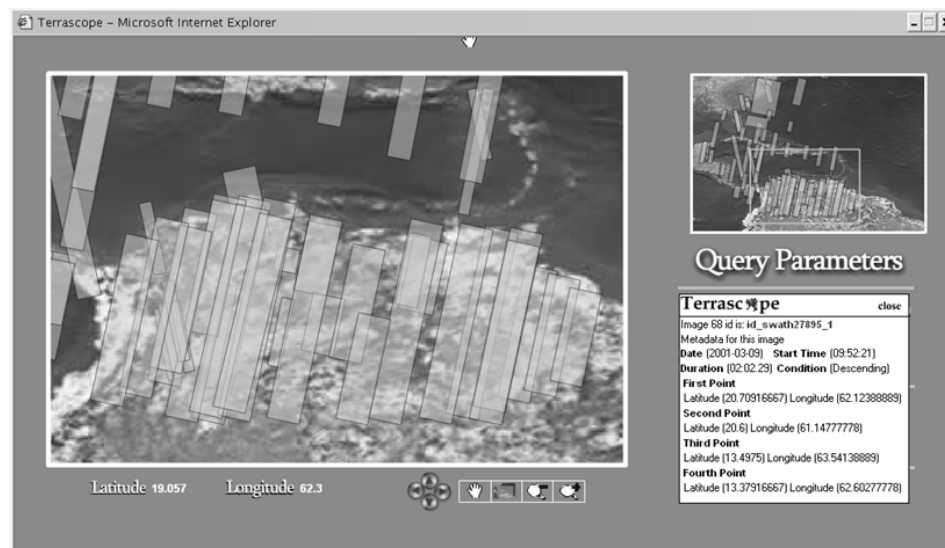 Terrascope – Microsoft Internet Explorer
Query Parameters
Terrascope close
Image 68 id is: id_swath27895_1
Metadata for this image
Date (2001-03-09) Start Time (09:52:21)
Duration (02:02.29) Condition (Descending)
First Point
Latitude (20.70916667) Longitude (62.12388889)
Second Point
Latitude (20.6) Longitude (61.14777778)
Third Point
Latitude (13.4975) Longitude (63.54138889)
Fourth Point
Latitude (13.37916667) Longitude (62.60277778)
Latitude 19.057 Longitude 62.3